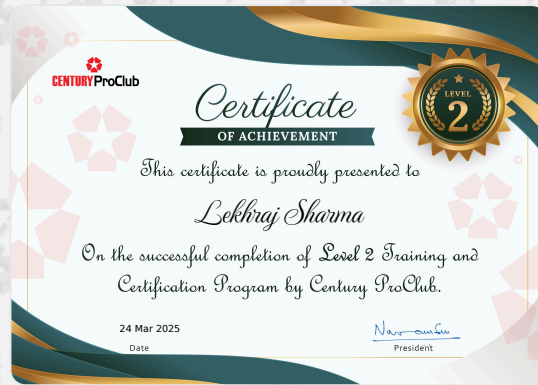 CENTURY ProClub
LEVEL
2
Certificate
OF ACHIEVEMENT
This certificate is proudly presented to
Lekhraj Sharma
On the successful completion of Level 2 Training and
Certification Program by Century ProClub.
24 Mar 2025
Date
President